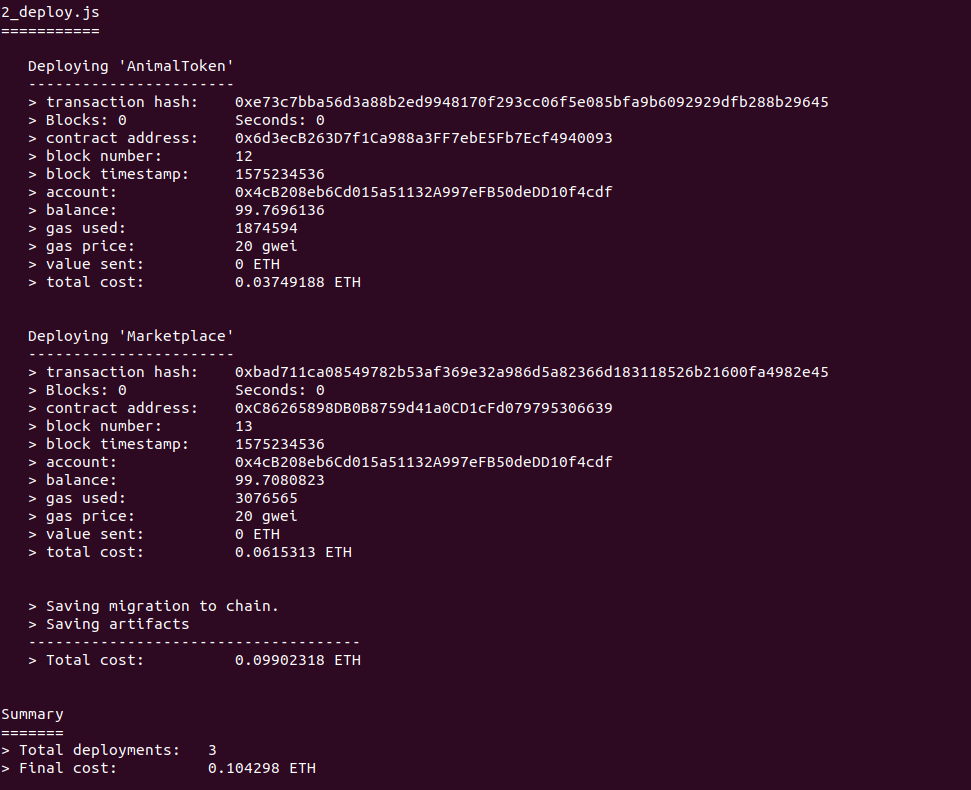 2_deploy.js
===========
Deploying 'AnimalToken'
-----------------------
> transaction hash:    0xe73c7bba56d3a88b2ed9948170f293cc06f5e085bfa9b6092929dfb288b29645
> Blocks: 0            Seconds: 0
> contract address:    0x6d3ecB263D7f1Ca988a3FF7ebE5Fb7Ecf4940093
> block number:        12
> block timestamp:     1575234536
> account:             0x4cB208eb6Cd015a51132A997eFB50deDD10f4cdf
> balance:             99.7696136
> gas used:            1874594
> gas price:           20 gwei
> value sent:          0 ETH
> total cost:          0.03749188 ETH
Deploying 'Marketplace'
-----------------------
> transaction hash:    0xbad711ca08549782b53af369e32a986d5a82366d183118526b21600fa4982e45
> Blocks: 0            Seconds: 0
> contract address:    0xC86265898DB0B8759d41a0CD1cFd079795306639
> block number:        13
> block timestamp:     1575234536
> account:             0x4cB208eb6Cd015a51132A997eFB50deDD10f4cdf
> balance:             99.7080823
> gas used:            3076565
> gas price:           20 gwei
> value sent:          0 ETH
> total cost:          0.0615313 ETH
> Saving migration to chain.
> Saving artifacts
-------------------------------------
> Total cost:          0.09902318 ETH
Summary
=======
> Total deployments:   3
> Final cost:          0.104298 ETH